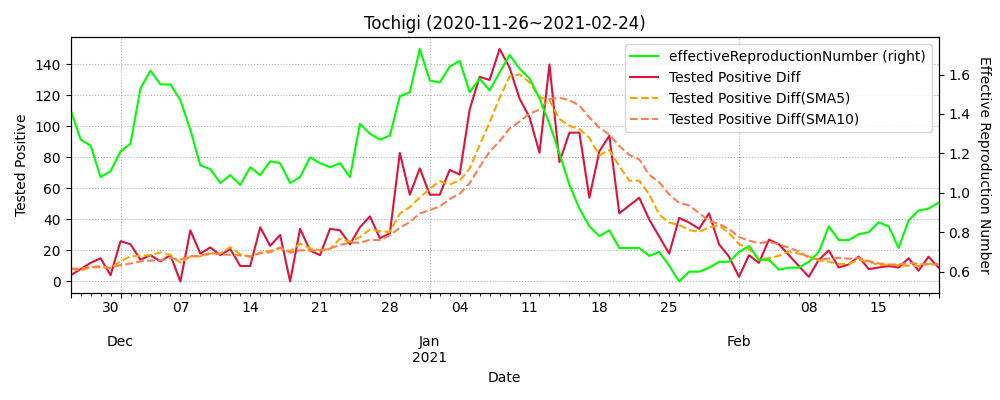 Tochigi (2020-11-26~2021-02-24)
effectiveReproductionNumber (right)
Tested Positive Diff
Tested Positive Diff(SMA5)
Tested Positive Diff(SMA10)
Tested Positive
140
120
100
80
60
40
20
0
Effective Reproduction Number
1.6
1.4
1.2
1.0
0.8
0.6
30 07 14 21 28 04 11 18 25 08 15
Dec Jan Feb
2021
Date